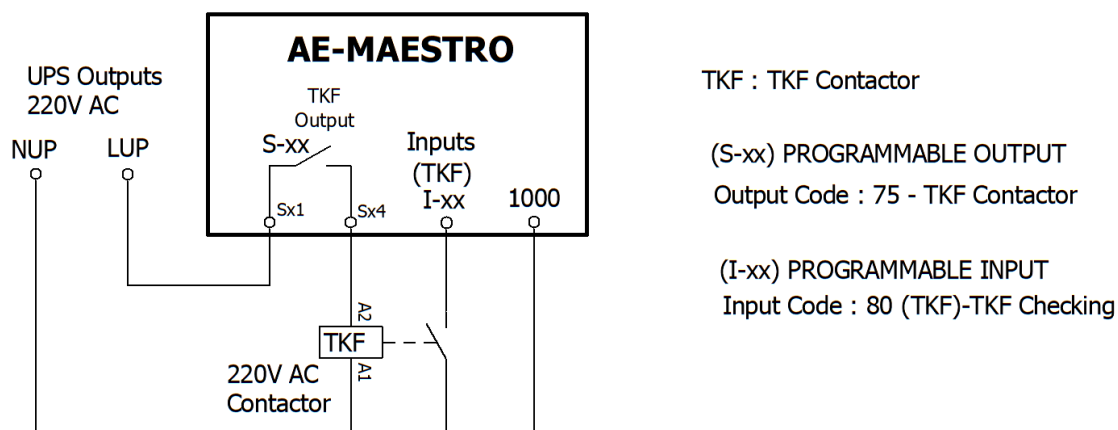 AE-MAESTRO
UPS Outputs
220V AC
NUP
LUP
TKF
Output
S-xx
Inputs
(TKF)
I-xx
1000
Sx1
Sx4
A2
TKF
A1
220V AC
Contactor
TKF : TKF Contactor
(S-xx) PROGRAMMABLE OUTPUT
Output Code : 75 - TKF Contactor
(I-xx) PROGRAMMABLE INPUT
Input Code : 80 (TKF)-TKF Checking